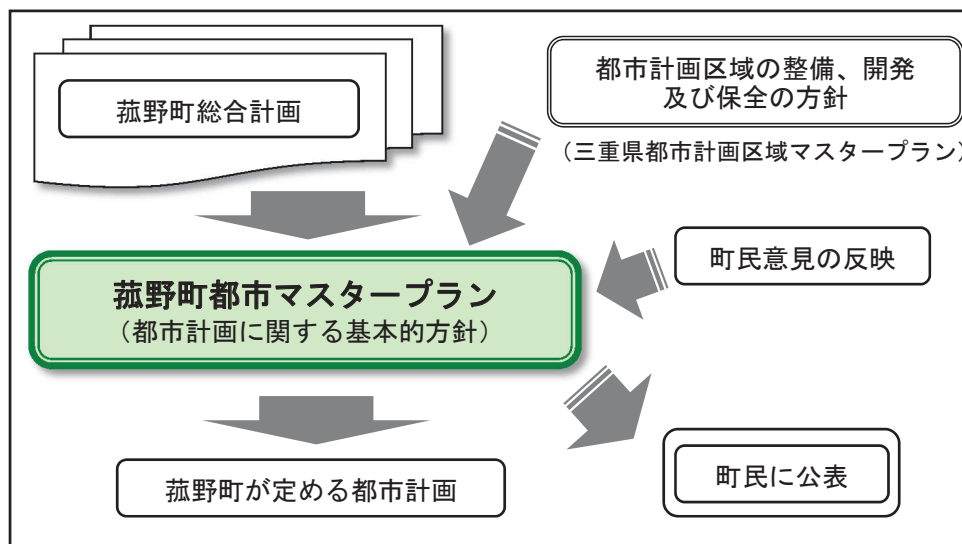 菰野町総合計画
都市計画区域の整備、開発
及び保全の方針
（三重県都市計画区域マスタープラン）
町民意見の反映
菰野町都市マスタープラン
（都市計画に関する基本的方針）
菰野町が定める都市計画
町民に公表